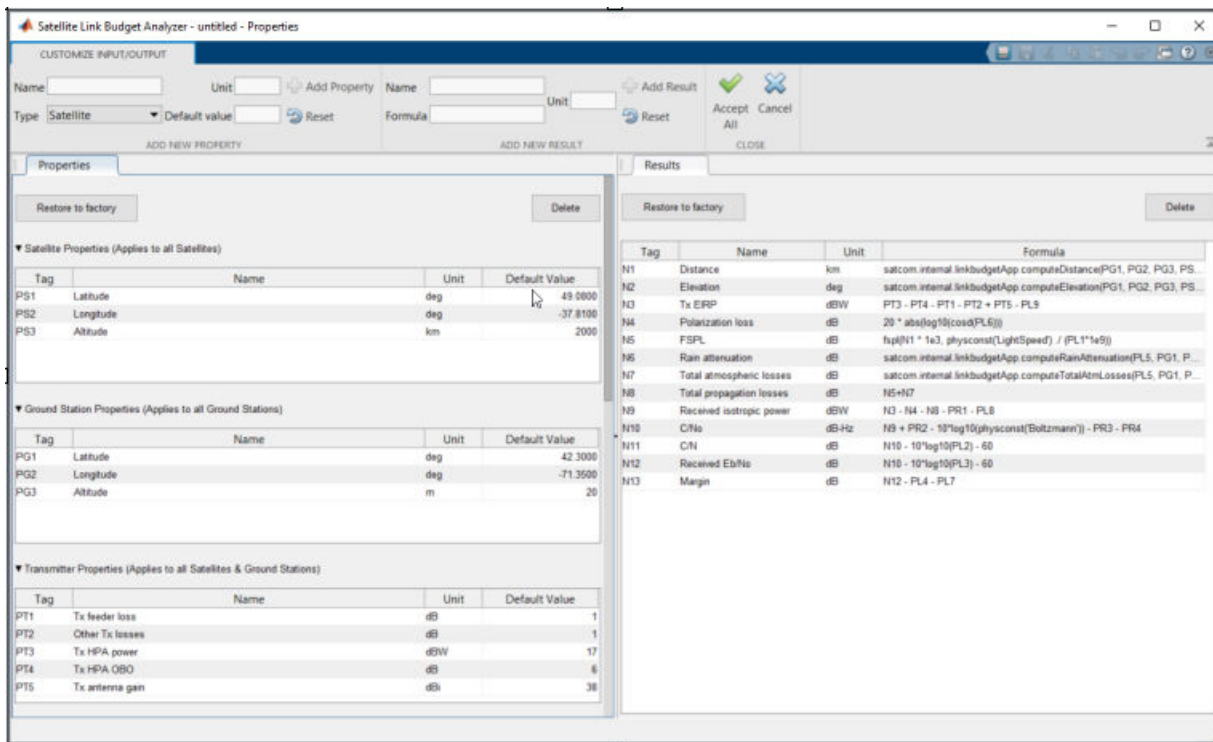 Satellite Link Budget Analyzer - untitled - Properties
CUSTOMIZE INPUT/OUTPUT
Name Unit Add Property Name Unit Add Result
Type Satellite Default value Reset Formula Reset Accept All Cancel
ADD NEW PROPERTY ADD NEW RESULT CLOSE
Properties
Restore to factory Delete
Satellite Properties (Applies to all Satellites)
Tag Name Unit Default Value
PS1 Latitude deg 49.0800
PS2 Longitude deg -37.8100
PS3 Altitude km 2000
Ground Station Properties (Applies to all Ground Stations)
Tag Name Unit Default Value
PG1 Latitude deg 42.3000
PG2 Longitude deg -71.3500
PG3 Altitude m 20
Transmitter Properties (Applies to all Satellites & Ground Stations)
Tag Name Unit Default Value
PT1 Tx feeder loss dB 1
PT2 Other Tx losses dB 1
PT3 Tx HPA power dBW 17
PT4 Tx HPA OBO dB 6
PT5 Tx antenna gain dBi 38
Results
Restore to factory Delete
Tag Name Unit Formula
N1 Distance km satcom.internal.linkbudgetApp.computeDistance(PG1, PG2, PG3, PS...
N2 Elevation deg satcom.internal.linkbudgetApp.computeElevation(PG1, PG2, PG3, PS...
N3 Tx EIRP dBW PT3 - PT4 - PT1 - PT2 + PT5 - PL9
N4 Polarization loss dB 20 * abs(log10(cosd(PL6)))
N5 FSPL dB fspl(N1 * 1e3, physconst('LightSpeed') ./ (PL1*1e9))
N6 Rain attenuation dB satcom.internal.linkbudgetApp.computeRainAttenuation(PL5, PG1, P...
N7 Total atmospheric losses dB satcom.internal.linkbudgetApp.computeTotalAtmLosses(PL5, PG1, P...
N8 Total propagation losses dB N5+N7
N9 Received isotropic power dBW N3 - N4 - N8 - PR1 - PL8
N10 C/No dB-Hz N9 + PR2 - 10*log10(physconst('Boltzmann')) - PR3 - PR4
N11 C/N dB N10 - 10*log10(PL2) - 60
N12 Received Eb/No dB N10 - 10*log10(PL3) - 60
N13 Margin dB N12 - PL4 - PL7